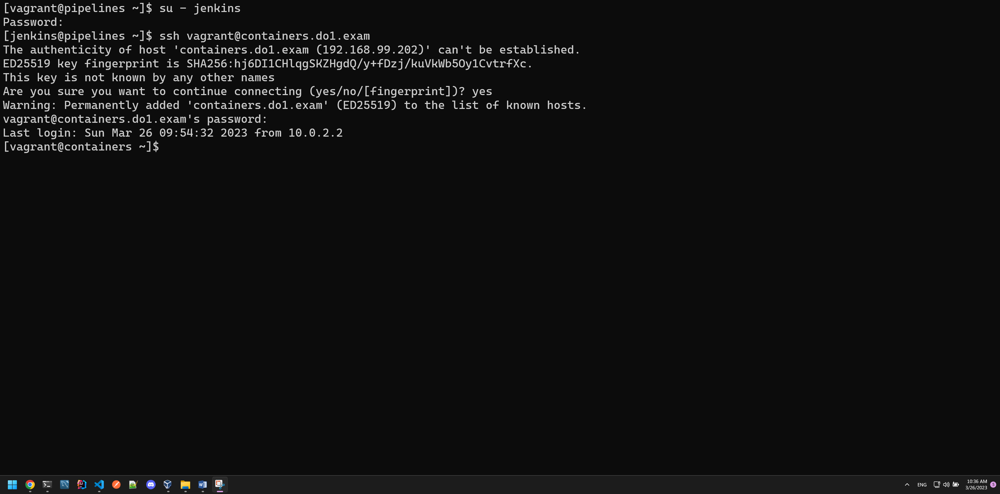 [vagrant@pipelines ~]$ su - jenkins
Password:
[jenkins@pipelines ~]$ ssh vagrant@containers.do1.exam
The authenticity of host 'containers.do1.exam (192.168.99.202)' can't be established.
ED25519 key fingerprint is SHA256:hj6DI1CHlqgSKZHgdQ/y+fDzj/kuVkWb5Oy1CvtrfXc.
This key is not known by any other names
Are you sure you want to continue connecting (yes/no/[fingerprint])? yes
Warning: Permanently added 'containers.do1.exam' (ED25519) to the list of known hosts.
vagrant@containers.do1.exam's password:
Last login: Sun Mar 26 09:54:32 2023 from 10.0.2.2
[vagrant@containers ~]$
ENG
10:36 AM
3/26/2023
5